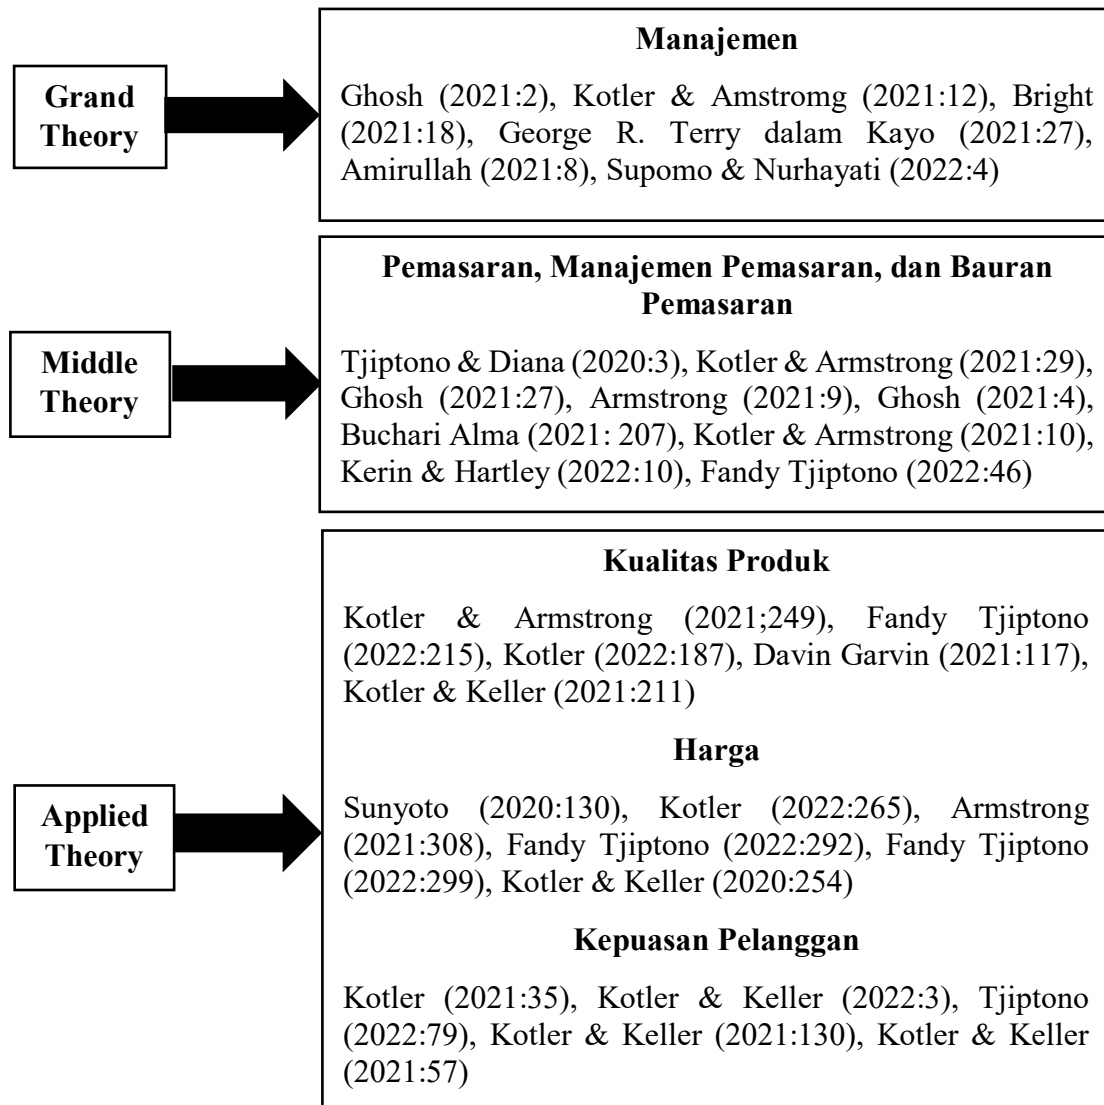 Grand
Theory
Manajemen
Ghosh (2021:2), Kotler & Amstromg (2021:12), Bright
(2021:18), George R. Terry dalam Kayo (2021:27),
Amirullah (2021:8), Supomo & Nurhayati (2022:4)
Middle
Theory
Pemasaran, Manajemen Pemasaran, dan Bauran
Pemasaran
Tjiptono & Diana (2020:3), Kotler & Armstrong (2021:29),
Ghosh (2021:27), Armstrong (2021:9), Ghosh (2021:4),
Buchari Alma (2021: 207), Kotler & Armstrong (2021:10),
Kerin & Hartley (2022:10), Fandy Tjiptono (2022:46)
Applied
Theory
Kualitas Produk
Kotler & Armstrong (2021;249), Fandy Tjiptono
(2022:215), Kotler (2022:187), Davin Garvin (2021:117),
Kotler & Keller (2021:211)
Harga
Sunyoto (2020:130), Kotler (2022:265), Armstrong
(2021:308), Fandy Tjiptono (2022:292), Fandy Tjiptono
(2022:299), Kotler & Keller (2020:254)
Kepuasan Pelanggan
Kotler (2021:35), Kotler & Keller (2022:3), Tjiptono
(2022:79), Kotler & Keller (2021:130), Kotler & Keller
(2021:57)